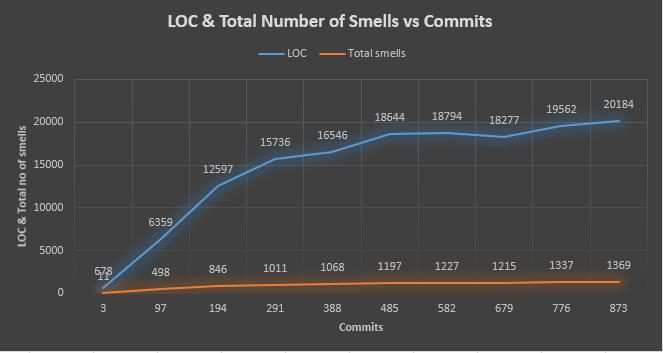 LOC & Total Number of Smells vs Commits
LOC Total smells
25000
20000
15000
10000
5000
0
LOC & Total no of smells
678 6359 12597 15736 16546 18644 18794 18277 19562 20184
11 498 846 1011 1068 1197 1227 1215 1337 1369
3 97 194 291 388 485 582 679 776 873
Commits